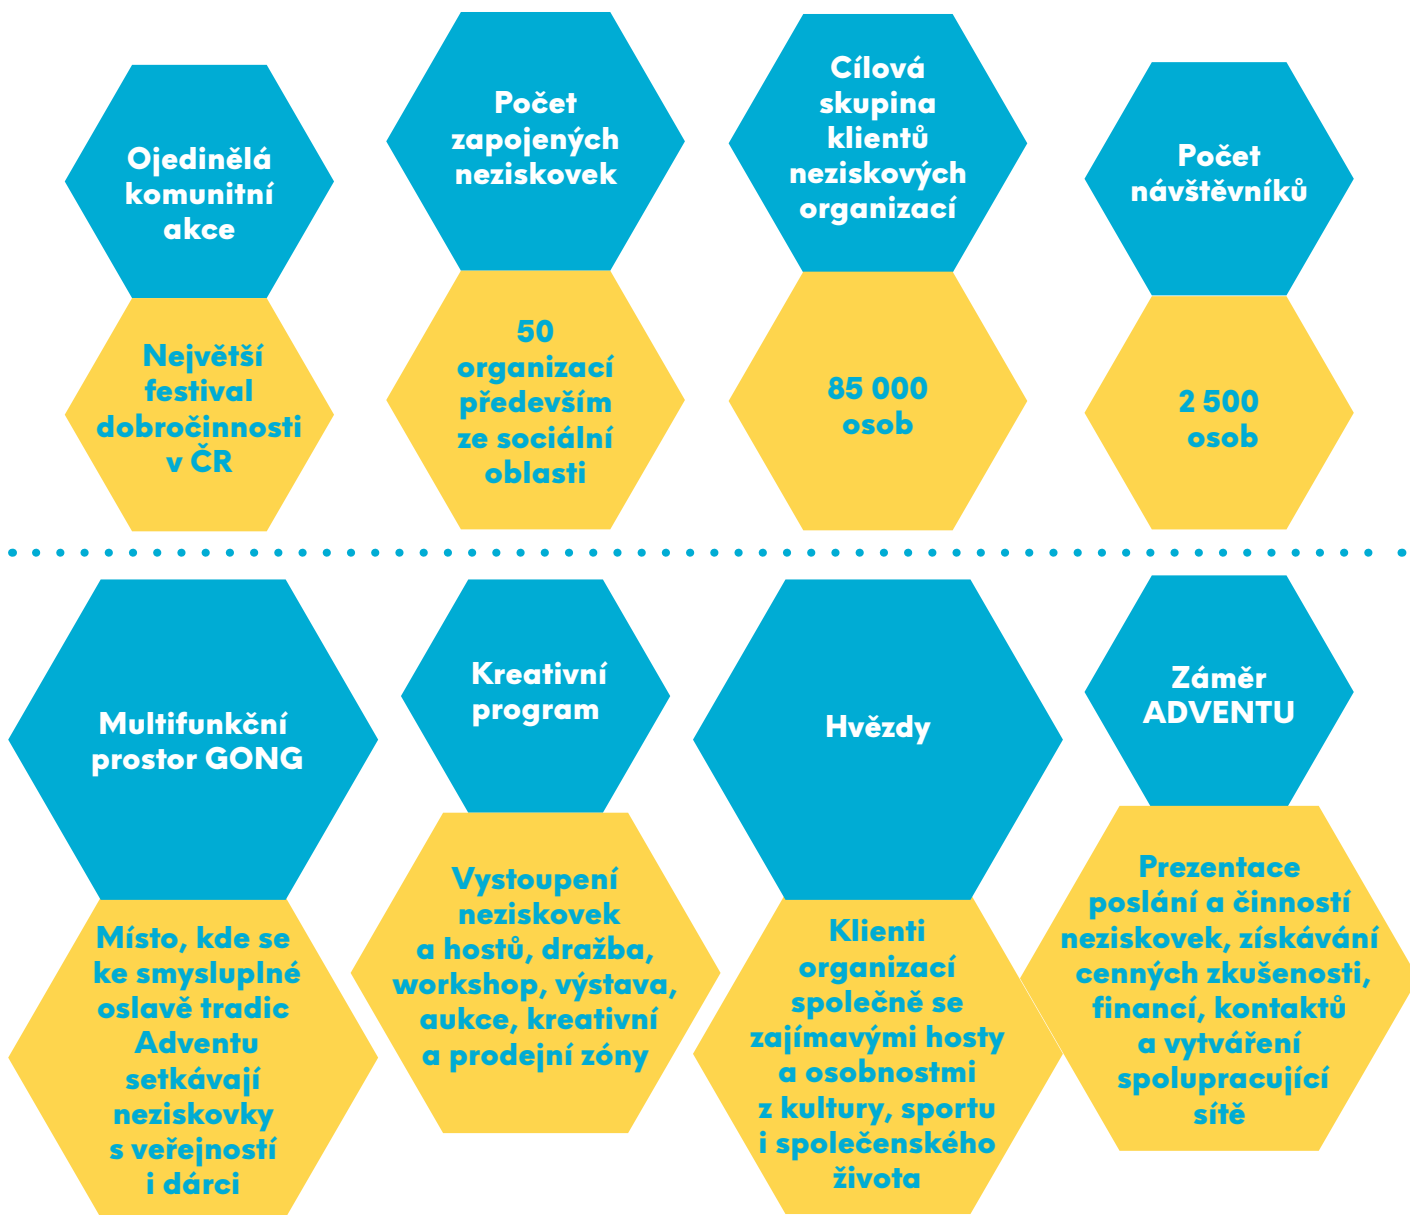 Ojedinělá
komunitní
akce
Největší
festival
dobročinnosti
v ČR
Počet
zapojených
neziskovek
50
organizací
především
ze sociální
oblasti
Cílová
skupina
klientů
neziskových
organizací
85 000
osob
Počet
návštěvníků
2 500
osob
Multifunkční
prostor GONG
Místo, kde se
ke smysluplné
oslavě tradic
Adventu
setkávají
neziskovky
s veřejností
i dárci
Kreativní
program
Vystoupení
neziskovek
a hostů, dražba,
workshop, výstava,
aukce, kreativní
a prodejní zóny
Hvězdy
Klienti
organizací
společně se
zajímavými hosty
a osobnostmi
z kultury, sportu
i společenského
života
Záměr
ADVENTU
Prezentace
poslání a činností
neziskovek, získávání
cenných zkušenosti,
financí, kontaktů
a vytváření
spolupracující
sítě